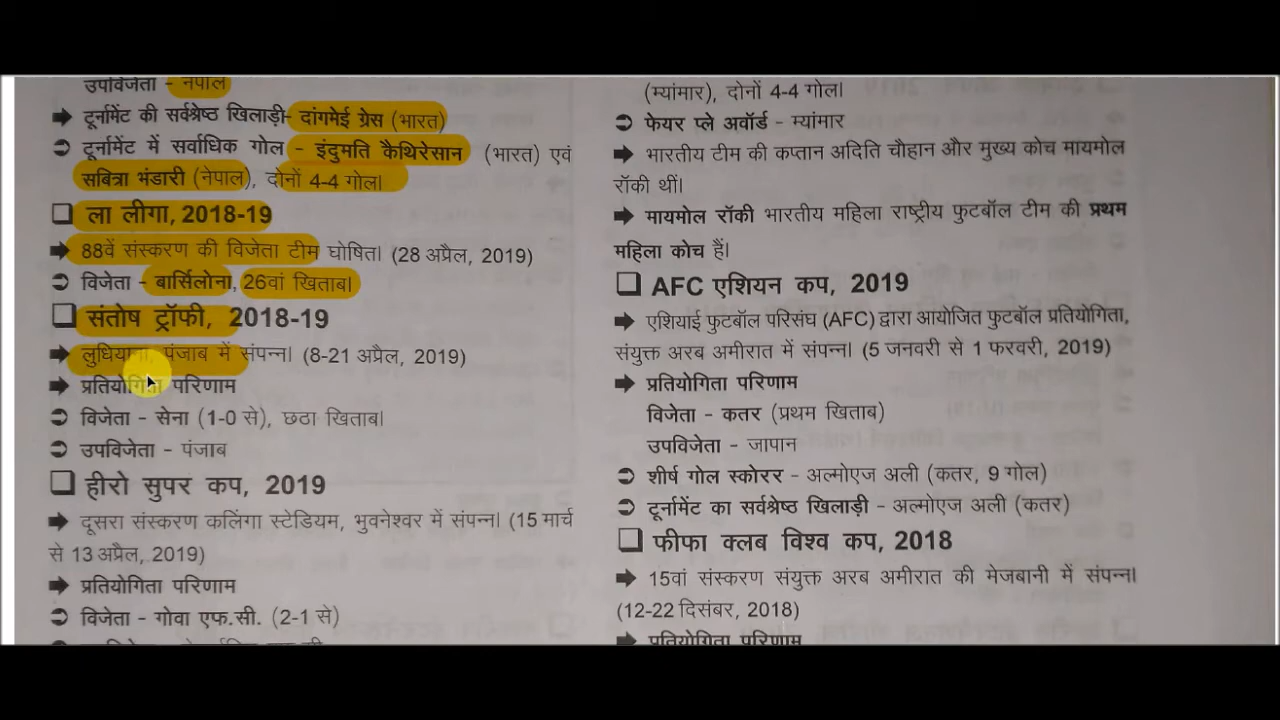 उपविजेता - नेपाल
➡ टूर्नामेंट की सर्वश्रेष्ठ खिलाड़ी- दांगमेई ग्रेस (भारत)
➲ टूर्नामेंट में सर्वाधिक गोल - इंदुमति कैथिरेसान (भारत) एवं
सबित्रा भंडारी (नेपाल), दोनों 4-4 गोल।
❑ ला लीगा, 2018-19
➡ 88वें संस्करण की विजेता टीम घोषित। (28 अप्रैल, 2019)
➲ विजेता - बार्सिलोना, 26वां खिताब।
❑ संतोष ट्रॉफी, 2018-19
➡ लुधियाना, पंजाब में संपन्न। (8-21 अप्रैल, 2019)
➡ प्रतियोगिता परिणाम
➲ विजेता - सेना (1-0 से), छठा खिताब।
➲ उपविजेता - पंजाब
❑ हीरो सुपर कप, 2019
➡ दूसरा संस्करण कलिंगा स्टेडियम, भुवनेश्वर में संपन्न। (15 मार्च
से 13 अप्रैल, 2019)
➡ प्रतियोगिता परिणाम
➲ विजेता - गोवा एफ.सी. (2-1 से)
(म्यांमार), दोनों 4-4 गोल।
➲ फेयर प्ले अवॉर्ड - म्यांमार
➡ भारतीय टीम की कप्तान अदिति चौहान और मुख्य कोच मायमोल
रॉकी थीं।
➡ मायमोल रॉकी भारतीय महिला राष्ट्रीय फुटबॉल टीम की प्रथम
महिला कोच हैं।
❑ AFC एशियन कप, 2019
➡ एशियाई फुटबॉल परिसंघ (AFC) द्वारा आयोजित फुटबॉल प्रतियोगिता,
संयुक्त अरब अमीरात में संपन्न। (5 जनवरी से 1 फरवरी, 2019)
➡ प्रतियोगिता परिणाम
विजेता - कतर (प्रथम खिताब)
उपविजेता - जापान
➲ शीर्ष गोल स्कोरर - अल्मोएज अली (कतर, 9 गोल)
➲ टूर्नामेंट का सर्वश्रेष्ठ खिलाड़ी - अल्मोएज अली (कतर)
❑ फीफा क्लब विश्व कप, 2018
➡ 15वां संस्करण संयुक्त अरब अमीरात की मेजबानी में संपन्न।
(12-22 दिसंबर, 2018)
➡ प्रतियोगिता परिणाम